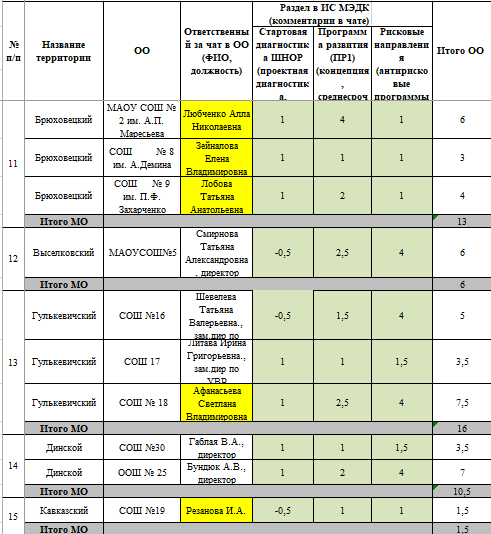 № п/п
Название территории
ОО
Ответственны
й за чат в ОО
(ФИО,
должность)
Раздел в ИС МЭДК
(комментарии в чате)
Стартовая
диагностик
а ШНОР
(проектная
диагностик
а,
Программ
а развития
(ПР1)
(концепция
,
среднесроч
Рисковые
направлени
я
(антириско
вые
программы
Итого ОО
11
Брюховецкий
МАОУ СОШ №
2 им. А.П.
Маресьева
Любченко Алла
Николаевна
1 4 1 6
Брюховецкий
СОШ № 8
им. А.Демина
Зейналова
Елена
Владимировна
1 1 1 3
Брюховецкий
СОШ № 9
им. П.Ф.
Захарченко
Лобова
Татьяна
Анатольевна
1 2 1 4
Итого МО 13
12
Выселковский
МАОУСОШ№5
Смирнова
Татьяна
Александровна
, директор
-0,5 2,5 4 6
Итого МО 6
13
Гулькевичский
СОШ №16
Шевелева
Татьяна
Валерьевна.,
зам.дир по
-0,5 1,5 4 5
Гулькевичский
СОШ 17
Литава Ирина
Григорьевна.,
зам.дир по
УВР
1 1 1,5 3,5
Гулькевичский
СОШ № 18
Афанасьева
Светлана
Владимировна
1 2,5 4 7,5
Итого МО 16
14
Динской
СОШ №30
Габлая В.А.,
директор
1 1 1,5 3,5
Динской
ООШ № 25
Бундюк А.В.,
директор
1 2 4 7
Итого МО 10,5
15
Кавказский
СОШ №19
Резанова И.А.
-0,5 1 1 1,5
Итого МО 1,5